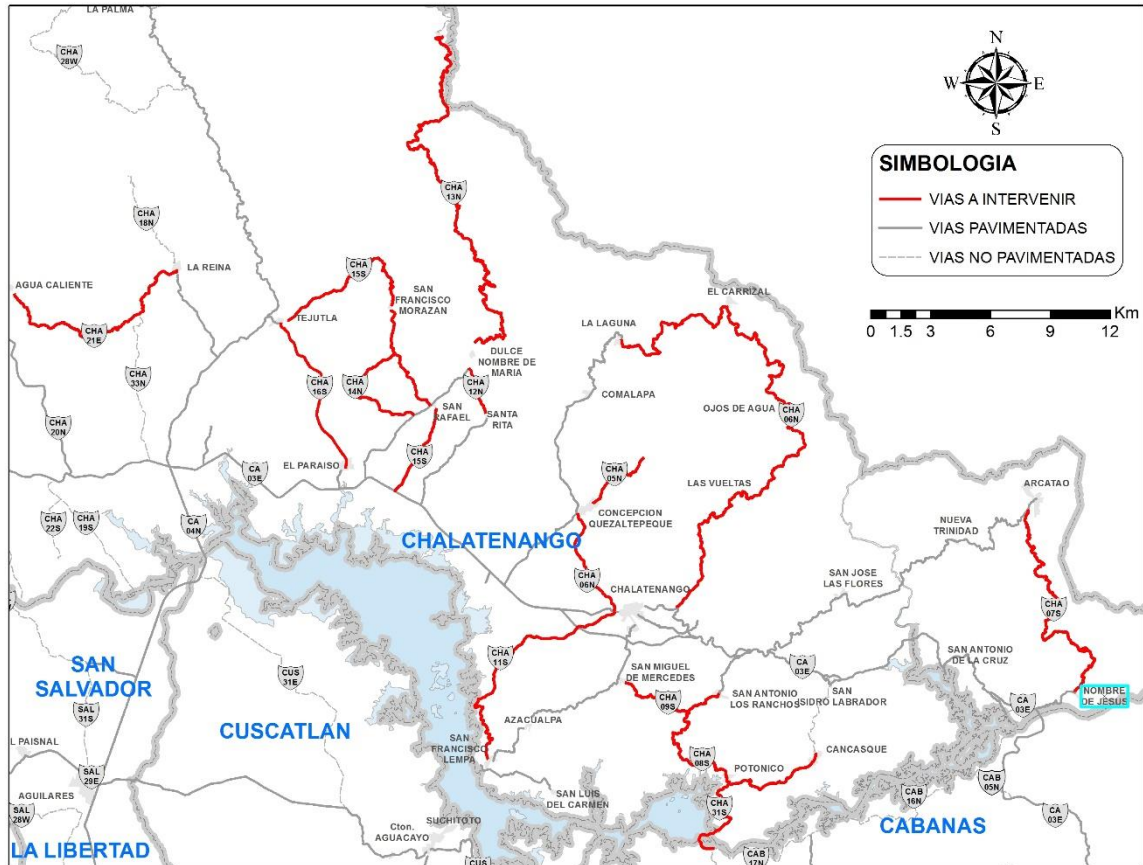 LA PALMA
CHA
28W
N
W
E
S
SIMBOLOGIA
VIAS A INTERVENIR
VIAS PAVIMENTADAS
VIAS NO PAVIMENTADAS
Km
0 1.5 3 6 9 12
CHA
13N
CHA
18N
LA REINA
AGUA CALIENTE
CHA
21E
CHA
15S
SAN
FRANCISCO
MORAZAN
TEJUTLA
EL CARRIZAL
LA LAGUNA
DULCE
NOMBRE DE
MARIA
CHA
33N
CHA
16S
CHA
14N
CHA
12N
COMALAPA
OJOS DE AGUA
CHA
06N
SAN
RAFAEL
SANTA
RITA
CHA
20N
CHA
15S
EL PARAISO
CA
03E
CHA
05N
LAS VUELTAS
ARCATAO
CHA
22S
CHA
19S
CA
04N
CONCEPCION
QUEZALTEPEQUE
NUEVA
TRINIDAD
CHALATENANGO
CHA
06N
CHALATENANGO
SAN JOSE
LAS FLORES
CHA
07S
CHA
11S
SAN ANTONIO
DE LA CRUZ
SAN
SALVADOR
CUS
31E
SAN MIGUEL
DE MERCEDES
CA
03E
NOMBRE
DE JESUS
CHA
09S
SAN ANTONIO
LOS RANCHOS
SAN
ISIDRO LABRADOR
CA
03E
SAL
31S
CUSCATLAN
AZACUALPA
SAN
FRANCISCO
LEMPA
CANCASQUE
L PAISNAL
SAL
29E
CHA
08S
POTONICO
CAB
05N
AGUILARES
SAN LUIS
DEL CARMEN
CHA
31S
CAB
16N
SAL
28W
SUCHITOTO
Cton.
AGUACAYO
CABANAS
CA
03E
LA LIBERTAD
CUS
CAB
17N